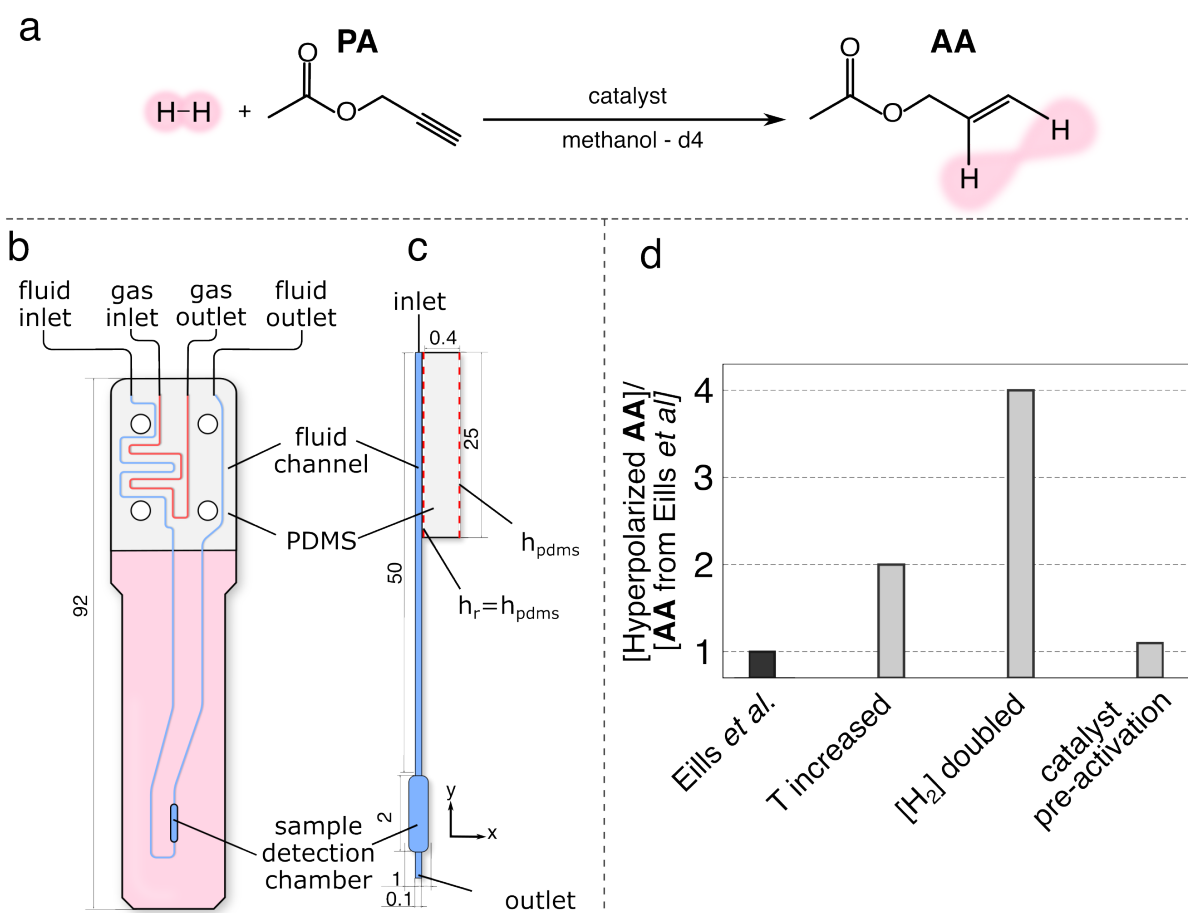 a
PA
AA
H-H
+
O
O
catalyst
methanol - d4
O
O
H
H
b
c
d
fluid
inlet
gas
inlet
gas
outlet
fluid
outlet
inlet
0.4
fluid
channel
25
PDMS
h_pdms
h_r=h_pdms
50
92
y
x
2
sample
detection
chamber
1
0.1
outlet
[Hyperpolarized AA]/
[AA from Eills et al]
4
3
2
1
Eills et al.
T increased
[H₂] doubled
catalyst
pre-activation